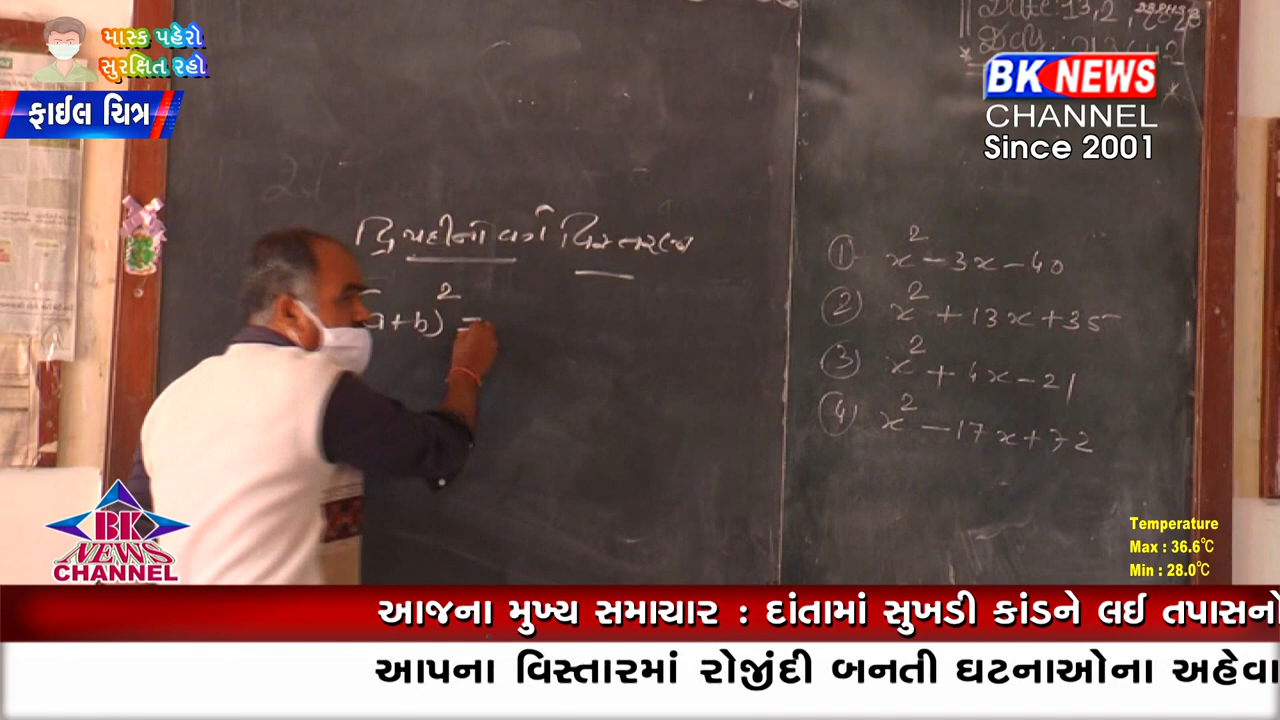 માસ્ક પહેરો
સુરક્ષિત રહો
ફાઈલ ચિત્ર
BK NEWS
CHANNEL
Since 2001
દ્વિપદીનો વર્ગ વિસ્તરણ
a+b)² =
① x² - 3x - 40
② x² + 13x + 35
③ x² + 4x - 21
④ x² - 17x + 72
BK
NEWS
CHANNEL
Temperature
Max : 36.6℃
Min : 28.0℃
આજના મુખ્ય સમાચાર : દાંતામાં સુખડી કાંડને લઈ તપાસનો
આપના વિસ્તારમાં રોજીંદી બનતી ઘટનાઓના અહેવા